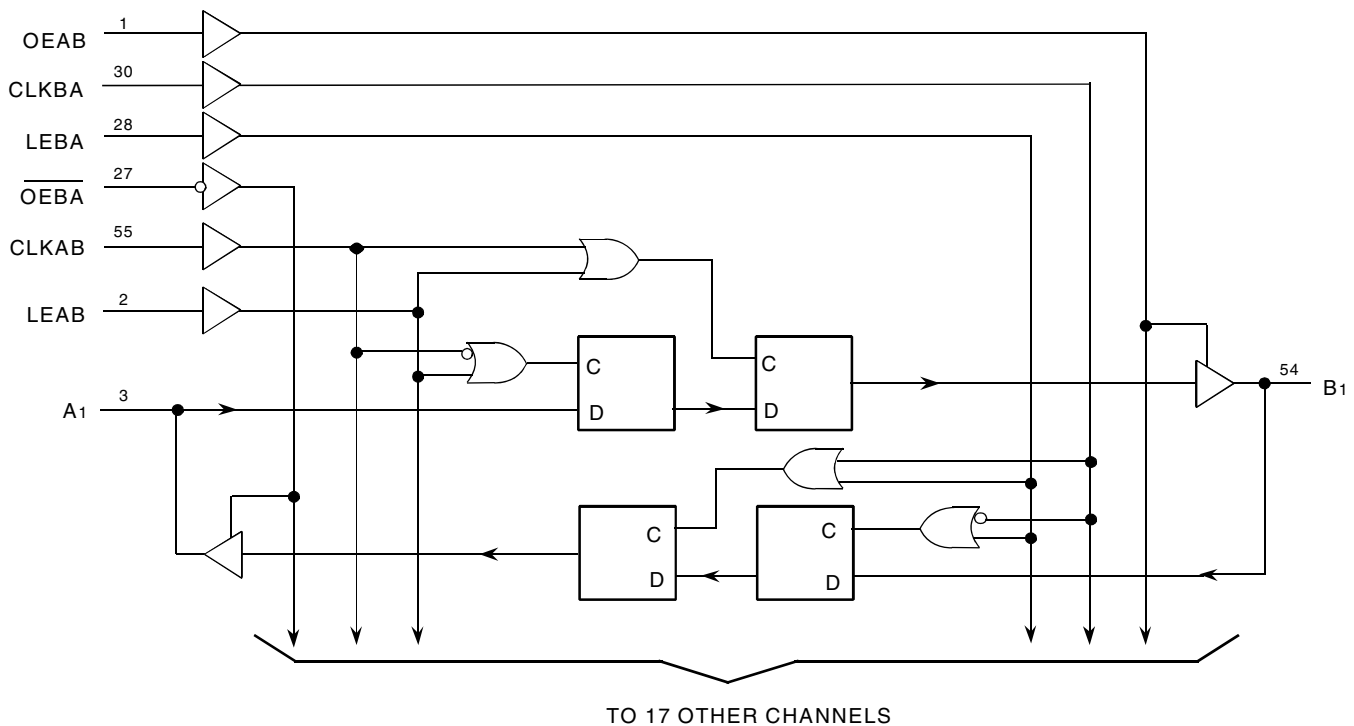 OEAB 1
CLKBA 30
LEBA 28
OEBA 27
CLKAB 55
LEAB 2
C
D
C
D
A1 3
54 B1
C
D
C
D
TO 17 OTHER CHANNELS